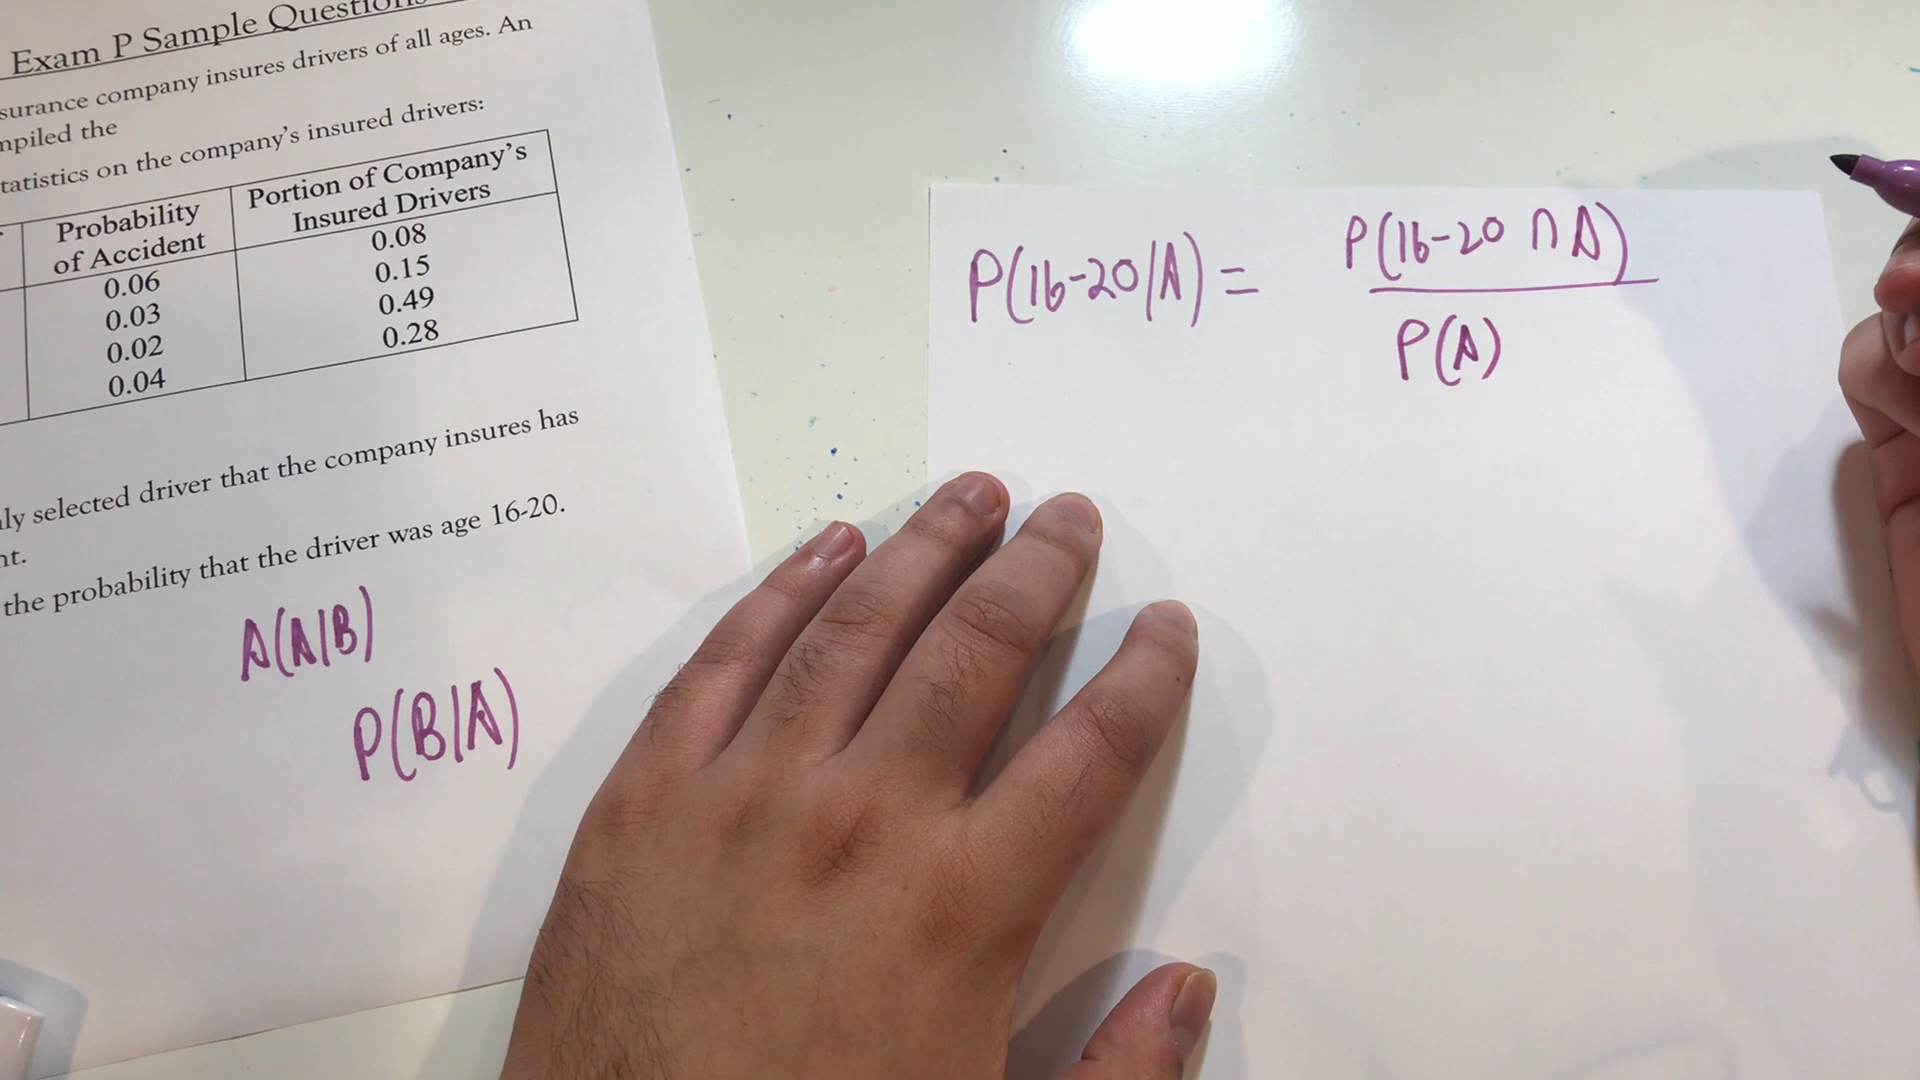 Exam P Sample Questions
surance company insures drivers of all ages. An
mpiled the
tatistics on the company's insured drivers:
Probability of Accident
Portion of Company's Insured Drivers
0.06 0.08
0.03 0.15
0.02 0.49
0.04 0.28
ly selected driver that the company insures has
nt.
the probability that the driver was age 16-20.
A(A|B)
P(B|A)
P(16-20|A) =
P(16-20 ∩ A)
P(A)